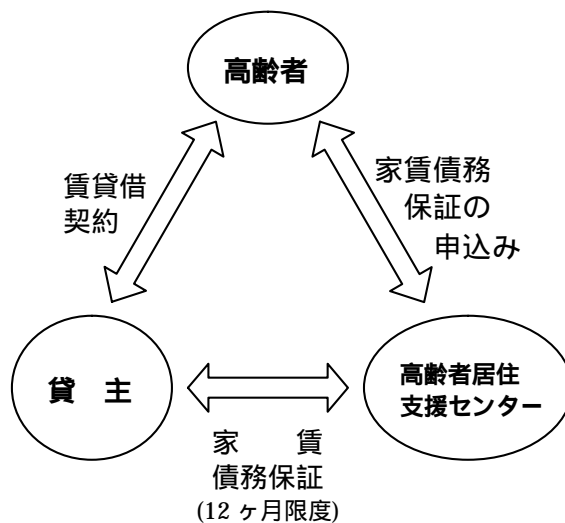 高齢者
賃貸借
契約
家賃債務
保証の
申込み
貸　主
高齢者居住
支援センター
家　　賃
債務保証
(12 ヶ月限度)